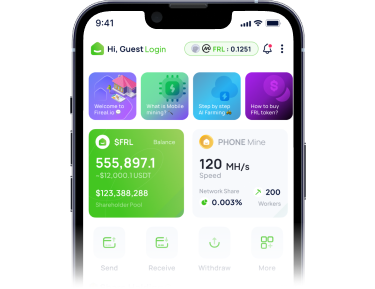 9:41
Hi, Guest Login
FRL : 0.1251
Welcome to
Fireal.io
What is Mobile
Step by step
AI Farming
How to buy
FRL token?
$FRL
Balance
555,897.1
~$12,000.1 USDT
$123,388,288
Shareholder Pool
PHONE Mine
120 MH/s
Speed
Network Share
0.003%
200
Workers
Send
Receive
Withdraw
More